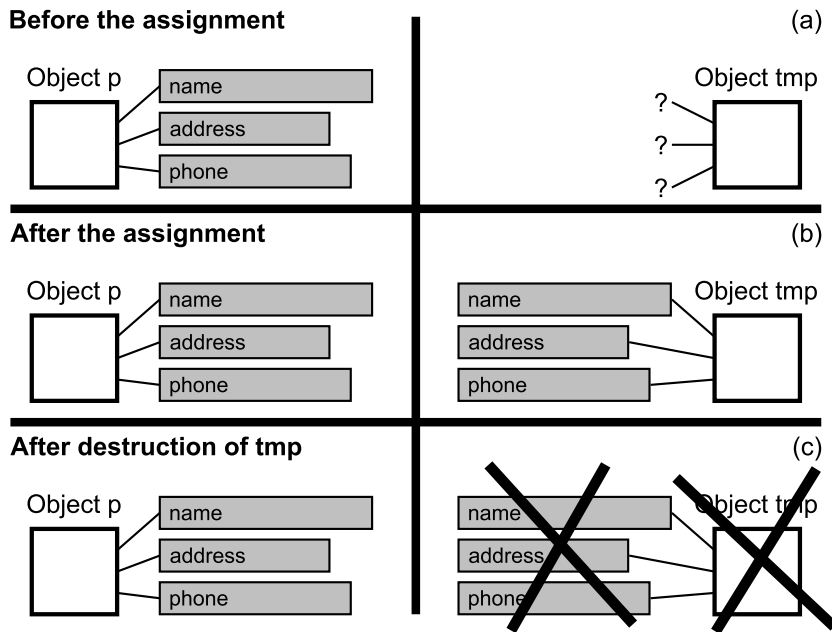 Before the assignment
(a)
Object p
name
address
phone
Object tmp
?
?
?
After the assignment
(b)
Object p
name
address
phone
name
address
phone
Object tmp
After destruction of tmp
(c)
Object p
name
address
phone
name
address
phone
Object tmp